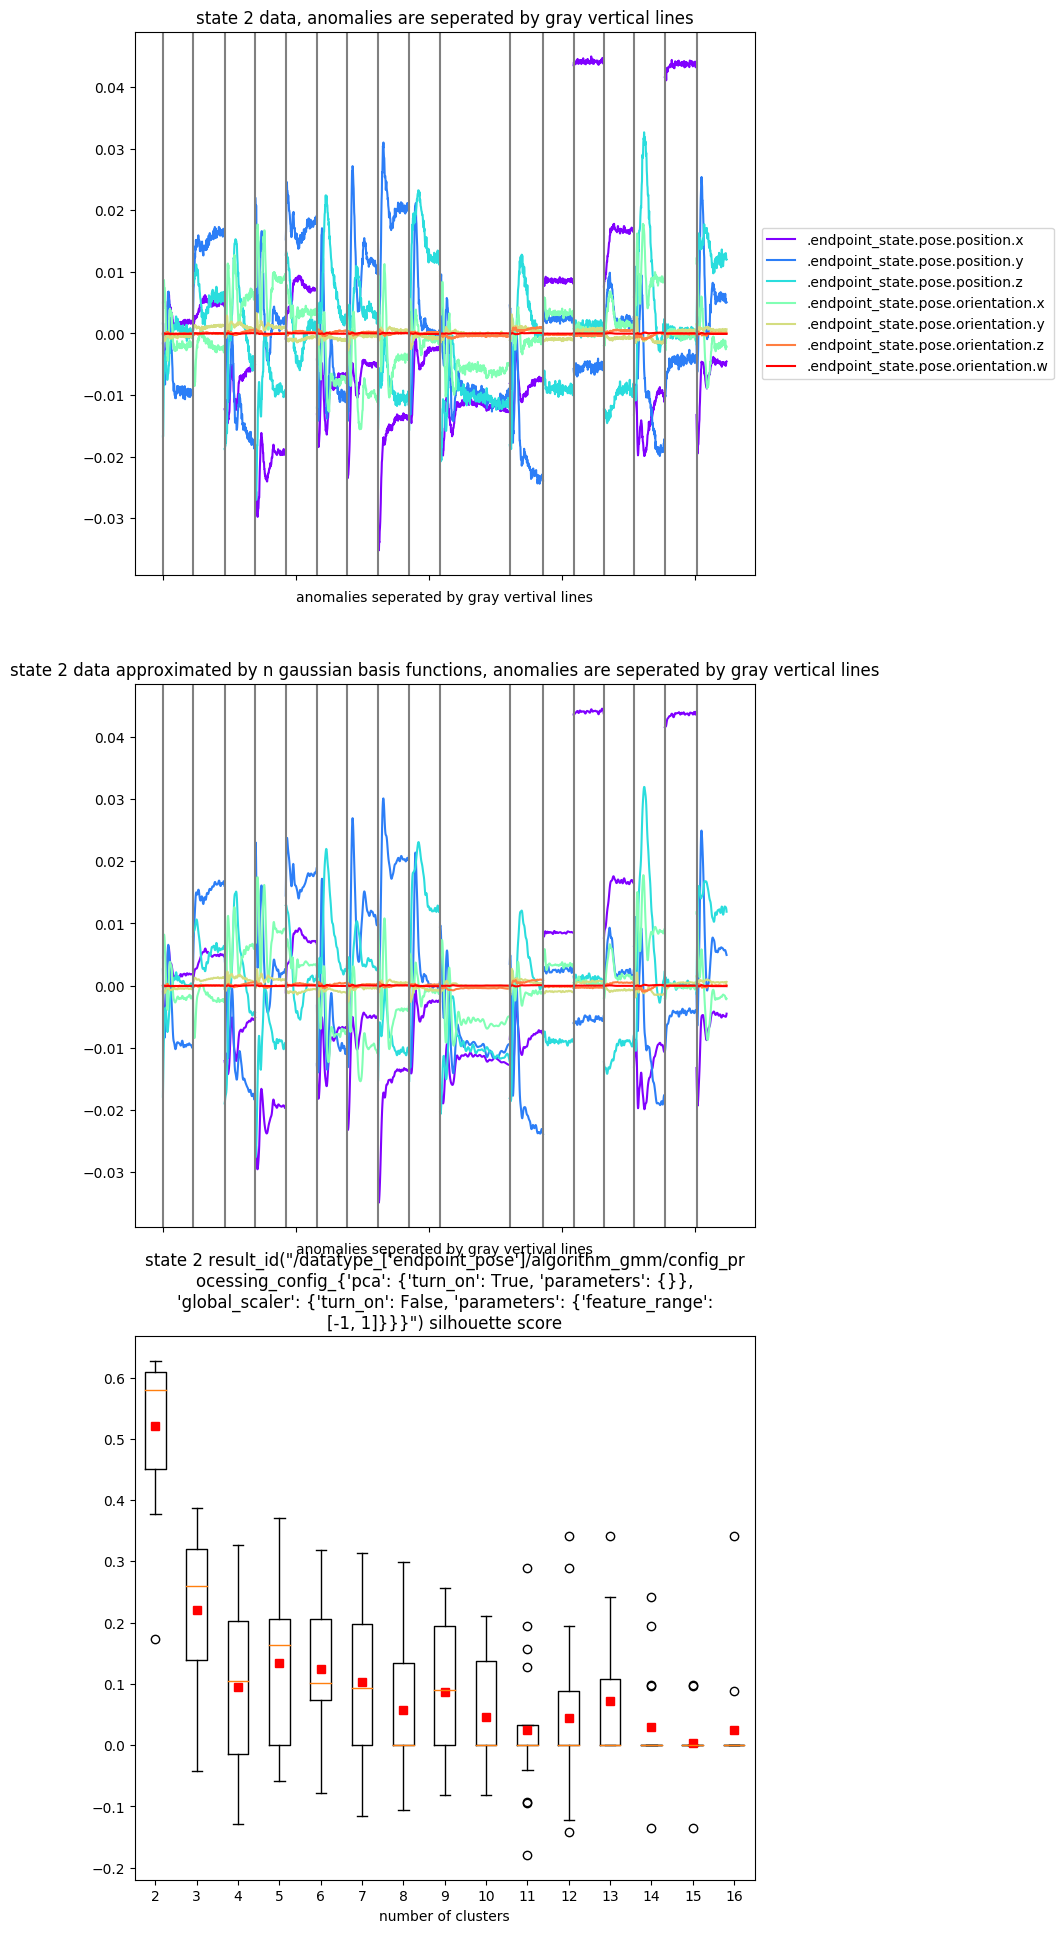 state 2 data, anomalies are seperated by gray vertical lines
0.04
0.03
0.02
0.01
0.00
−0.01
−0.02
−0.03
.endpoint_state.pose.position.x
.endpoint_state.pose.position.y
.endpoint_state.pose.position.z
.endpoint_state.pose.orientation.x
.endpoint_state.pose.orientation.y
.endpoint_state.pose.orientation.z
.endpoint_state.pose.orientation.w
anomalies seperated by gray vertival lines
state 2 data approximated by n gaussian basis functions, anomalies are seperated by gray vertical lines
0.04
0.03
0.02
0.01
0.00
−0.01
−0.02
−0.03
anomalies seperated by gray vertival lines
state 2 result_id("/datatype_['endpoint_pose']/algorithm_gmm/config_pr
ocessing_config_{'pca': {'turn_on': True, 'parameters': {}},
'global_scaler': {'turn_on': False, 'parameters': {'feature_range':
[-1, 1]}}}") silhouette score
0.6
0.5
0.4
0.3
0.2
0.1
0.0
−0.1
−0.2
2 3 4 5 6 7 8 9 10 11 12 13 14 15 16
number of clusters